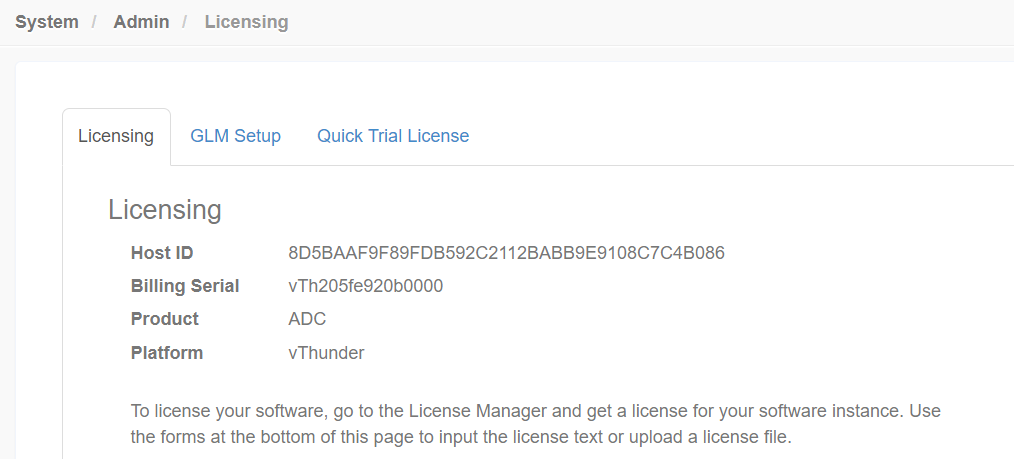 System / Admin / Licensing
Licensing GLM Setup Quick Trial License
Licensing
Host ID 8D5BAAF9F89FDB592C2112BABB9E9108C7C4B086
Billing Serial vTh205fe920b0000
Product ADC
Platform vThunder
To license your software, go to the License Manager and get a license for your software instance. Use
the forms at the bottom of this page to input the license text or upload a license file.